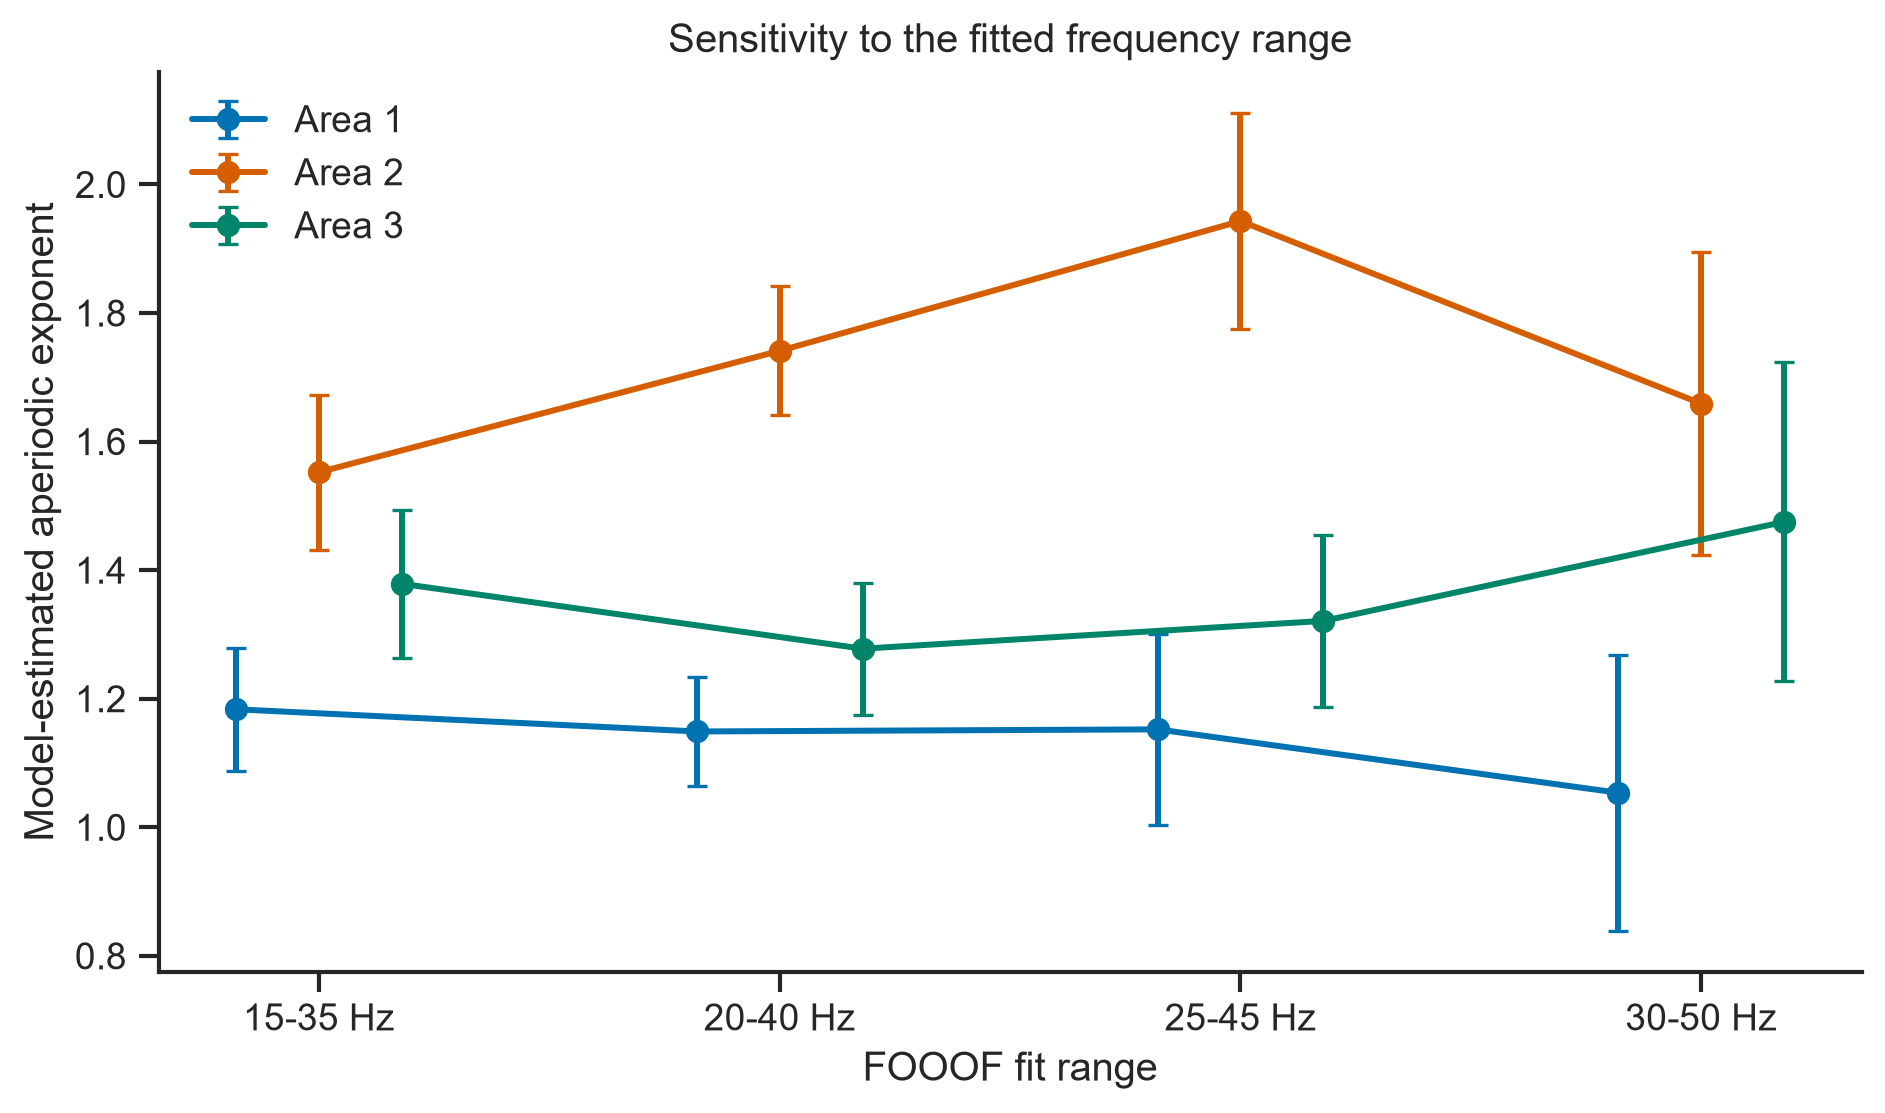 Sensitivity to the fitted frequency range
Area 1
Area 2
Area 3
Model-estimated aperiodic exponent
2.0
1.8
1.6
1.4
1.2
1.0
0.8
15-35 Hz
20-40 Hz
25-45 Hz
30-50 Hz
FOOOF fit range